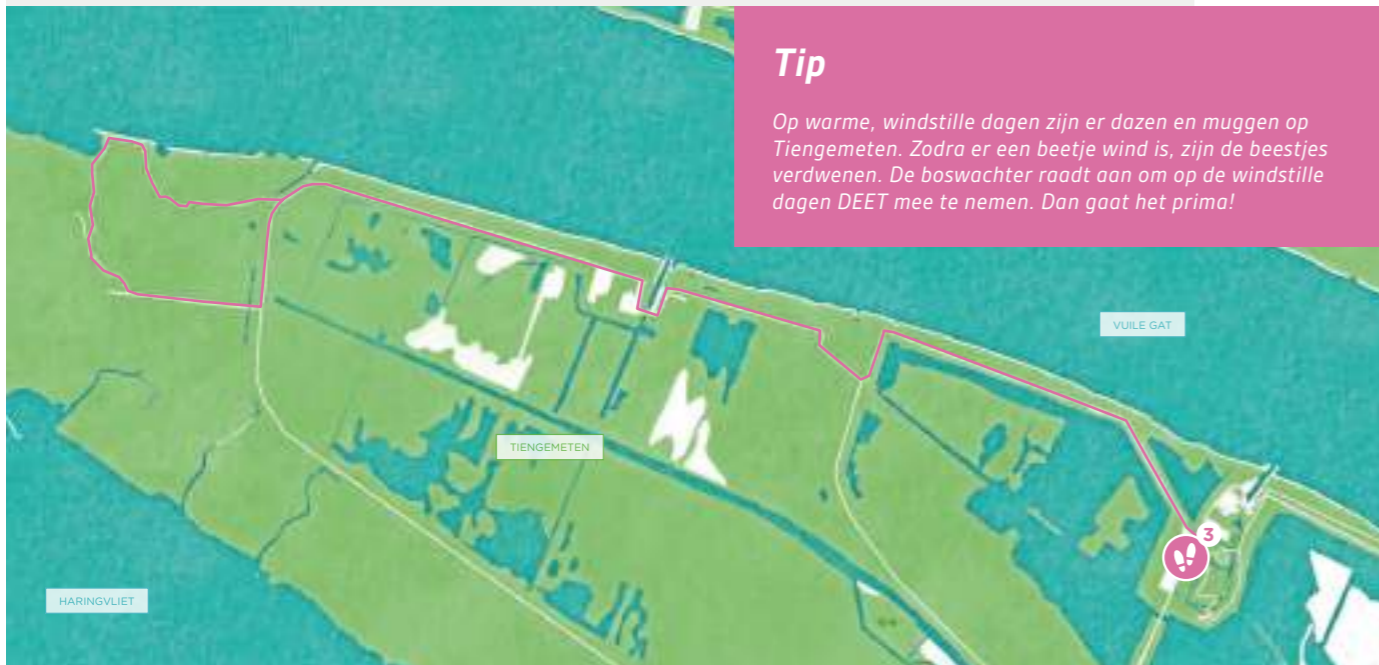 Tip
Op warme, windstille dagen zijn er dazen en muggen op
Tiengemeten. Zodra er een beetje wind is, zijn de beestjes
verdwenen. De boswachter raadt aan om op de windstille
dagen DEET mee te nemen. Dan gaat het prima!
VUILE GAT
TIENGEMETEN
3
HARINGVLIET